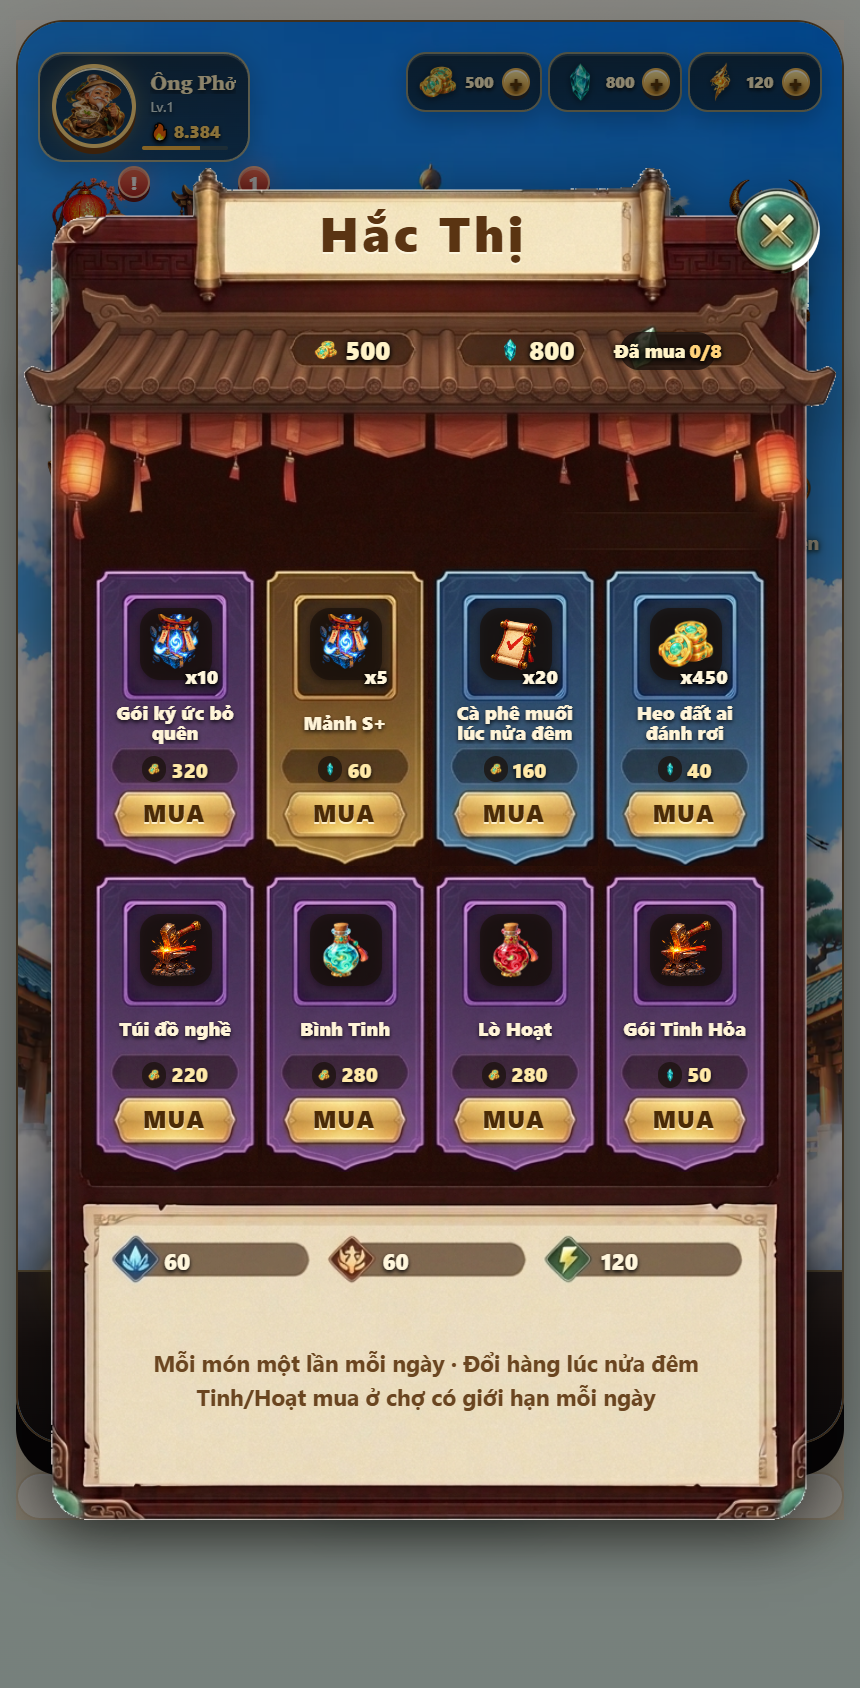 Ông Phở
Lv.1
8.384
500
800
120
!
1
Hắc Thị
500
800
Đã mua 0/8
x10
x5
x20
x450
Gói ký ức bỏ quên
Mảnh S+
Cà phê muối lúc nửa đêm
Heo đất ai đánh rơi
320
60
160
40
MUA
MUA
MUA
MUA
Túi đồ nghề
Bình Tinh
Lò Hoạt
Gói Tinh Hỏa
220
280
280
50
MUA
MUA
MUA
MUA
60
60
120
Mỗi món một lần mỗi ngày · Đổi hàng lúc nửa đêm
Tinh/Hoạt mua ở chợ có giới hạn mỗi ngày